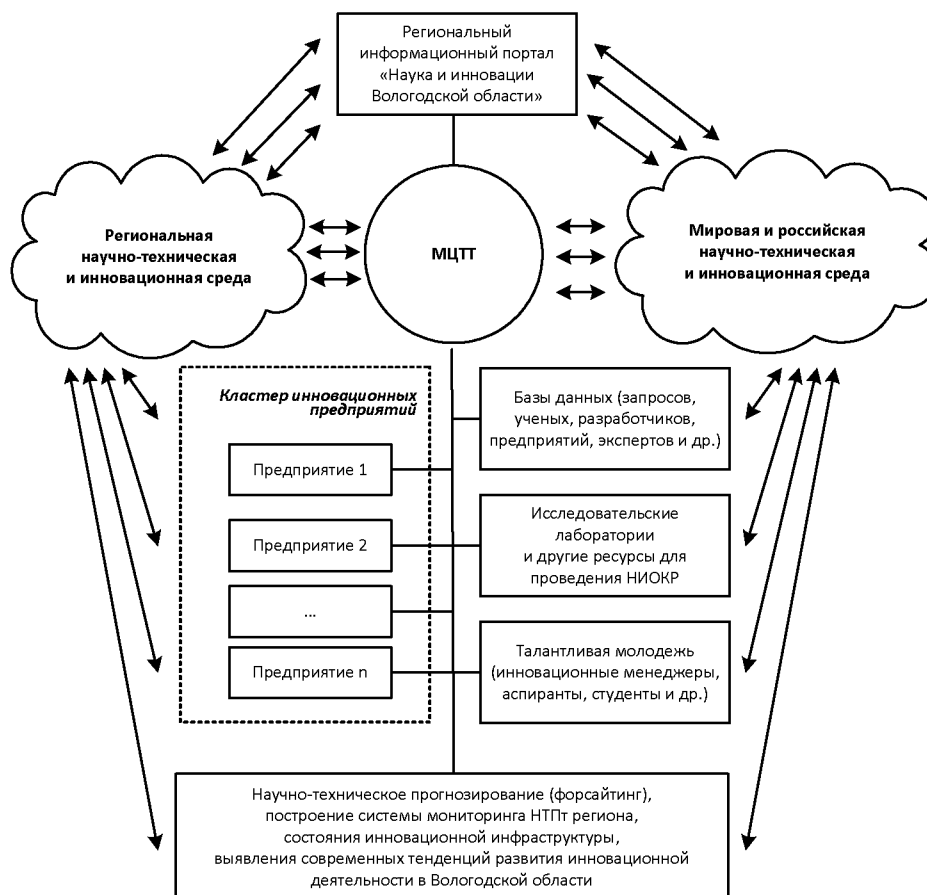 Региональный
информационный портал
«Наука и инновации
Вологодской области»
Региональная
научно-техническая
и инновационная среда
МЦТТ
Мировая и российская
научно-техническая
и инновационная среда
Кластер инновационных
предприятий
Предприятие 1
Предприятие 2
...
Предприятие n
Базы данных (запросов,
ученых, разработчиков,
предприятий, экспертов и др.)
Исследовательские
лаборатории
и другие ресурсы для
проведения НИОКР
Талантливая молодежь
(инновационные менеджеры,
аспиранты, студенты и др.)
Научно-техническое прогнозирование (форсайтинг),
построение системы мониторинга НТПт региона,
состояния инновационной инфраструктуры,
выявления современных тенденций развития инновационной
деятельности в Вологодской области